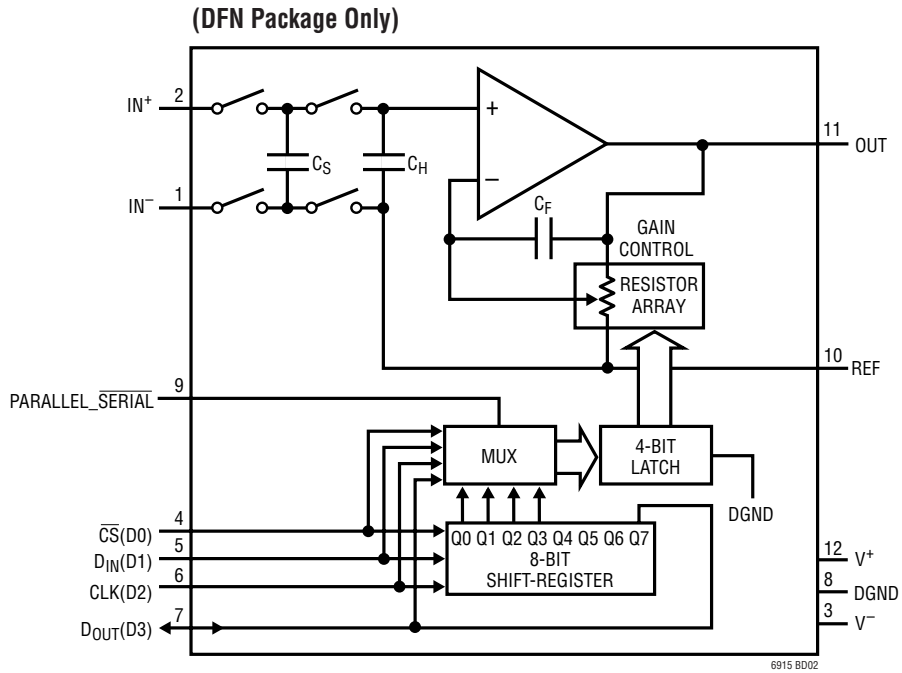 (DFN Package Only)
IN+ 2
IN– 1
CS
CH
+
–
CF
GAIN
CONTROL
RESISTOR
ARRAY
11 OUT
10 REF
PARALLEL_SERIAL 9
MUX
4-BIT
LATCH
DGND
CS(D0) 4
DIN(D1) 5
CLK(D2) 6
DOUT(D3) 7
Q0 Q1 Q2 Q3 Q4 Q5 Q6 Q7
8-BIT
SHIFT-REGISTER
12 V+
8 DGND
3 V–
6915 BD02